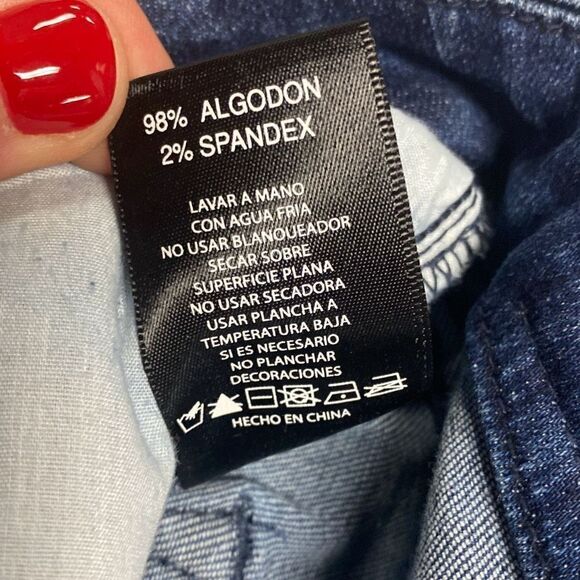 98% ALGODON
2% SPANDEX
LAVAR A MANO
CON AGUA FRIA
NO USAR BLANQUEADOR
SECAR SOBRE
SUPERFICIE PLANA
NO USAR SECADORA
USAR PLANCHA A
TEMPERATURA BAJA
SI ES NECESARIO
NO PLANCHAR
DECORACIONES
HECHO EN CHINA